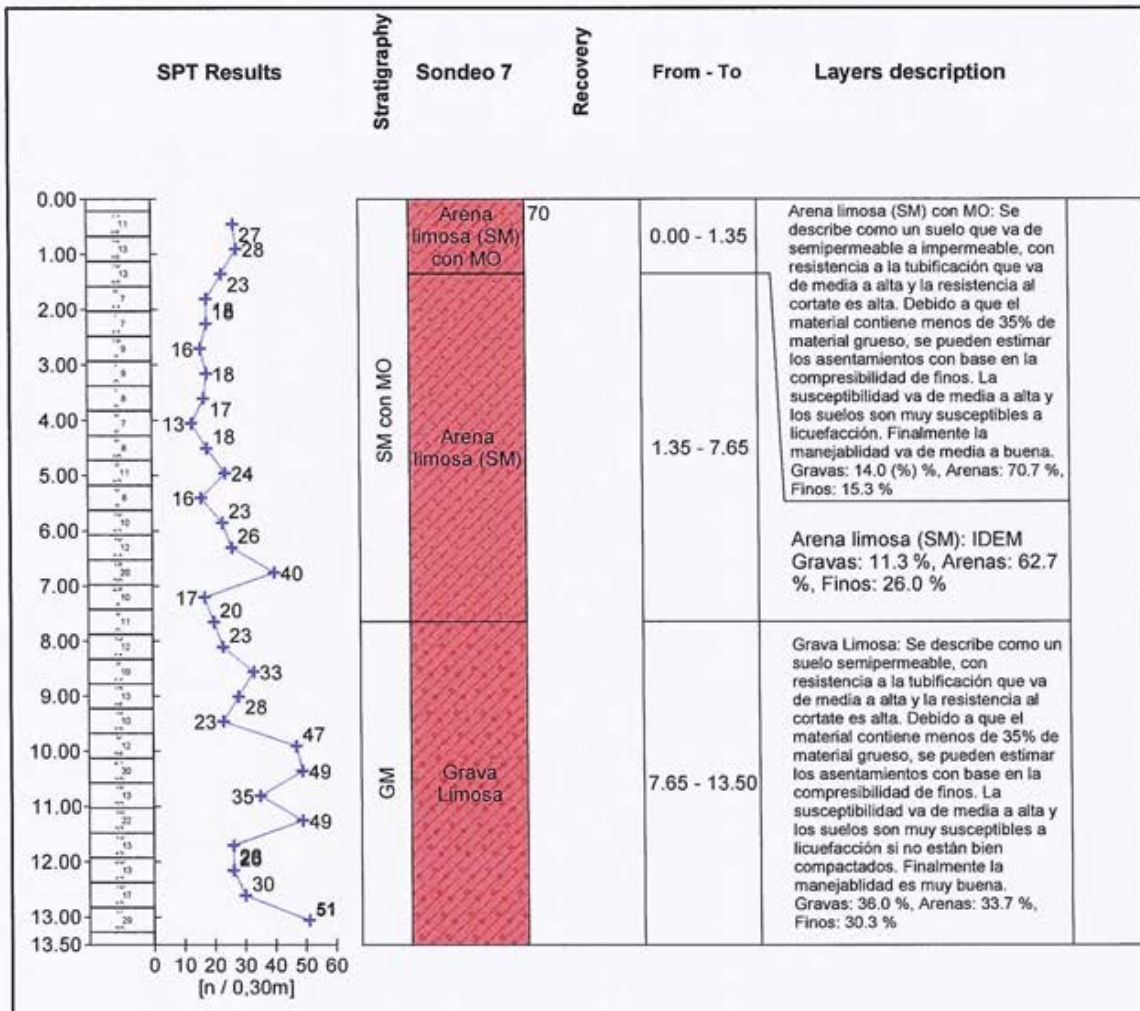 SPT Results
Stratigraphy
Sondeo 7
Recovery
From - To
Layers description
0.00
1.00
2.00
3.00
4.00
5.00
6.00
7.00
8.00
9.00
10.00
11.00
12.00
13.00
13.50
27
28
23
18
16
18
17
13
18
24
16
23
26
40
17
20
23
33
28
23
47
49
35
49
26
30
51
0 10 20 30 40 50 60
[n / 0,30m]
SM con MO
GM
Arena
limosa (SM)
con MO
70
Arena
limosa (SM)
Grava
Limosa
0.00 - 1.35
1.35 - 7.65
7.65 - 13.50
Arena limosa (SM) con MO: Se
describe como un suelo que va de
semipermeable a impermeable, con
resistencia a la tubificación que va
de media a alta y la resistencia al
cortate es alta. Debido a que el
material contiene menos de 35% de
material grueso, se pueden estimar
los asentamientos con base en la
compresibilidad de finos. La
susceptibilidad va de media a alta y
los suelos son muy susceptibles a
licuefacción. Finalmente la
manejablidad va de media a buena.
Gravas: 14.0 (%) %, Arenas: 70.7 %,
Finos: 15.3 %
Arena limosa (SM): IDEM
Gravas: 11.3 %, Arenas: 62.7
%, Finos: 26.0 %
Grava Limosa: Se describe como un
suelo semipermeable, con
resistencia a la tubificación que va
de media a alta y la resistencia al
cortate es alta. Debido a que el
material contiene menos de 35% de
material grueso, se pueden estimar
los asentamientos con base en la
compresibilidad de finos. La
susceptibilidad va de media a alta y
los suelos son muy susceptibles a
licuefacción si no están bien
compactados. Finalmente la
manejablidad es muy buena.
Gravas: 36.0 %, Arenas: 33.7 %,
Finos: 30.3 %